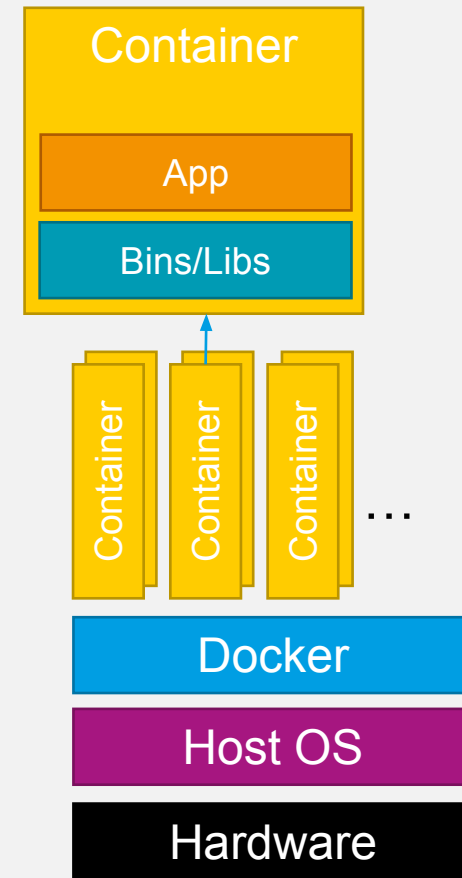 Container
App
Bins/Libs
Container
Container
Container
...
Docker
Host OS
Hardware